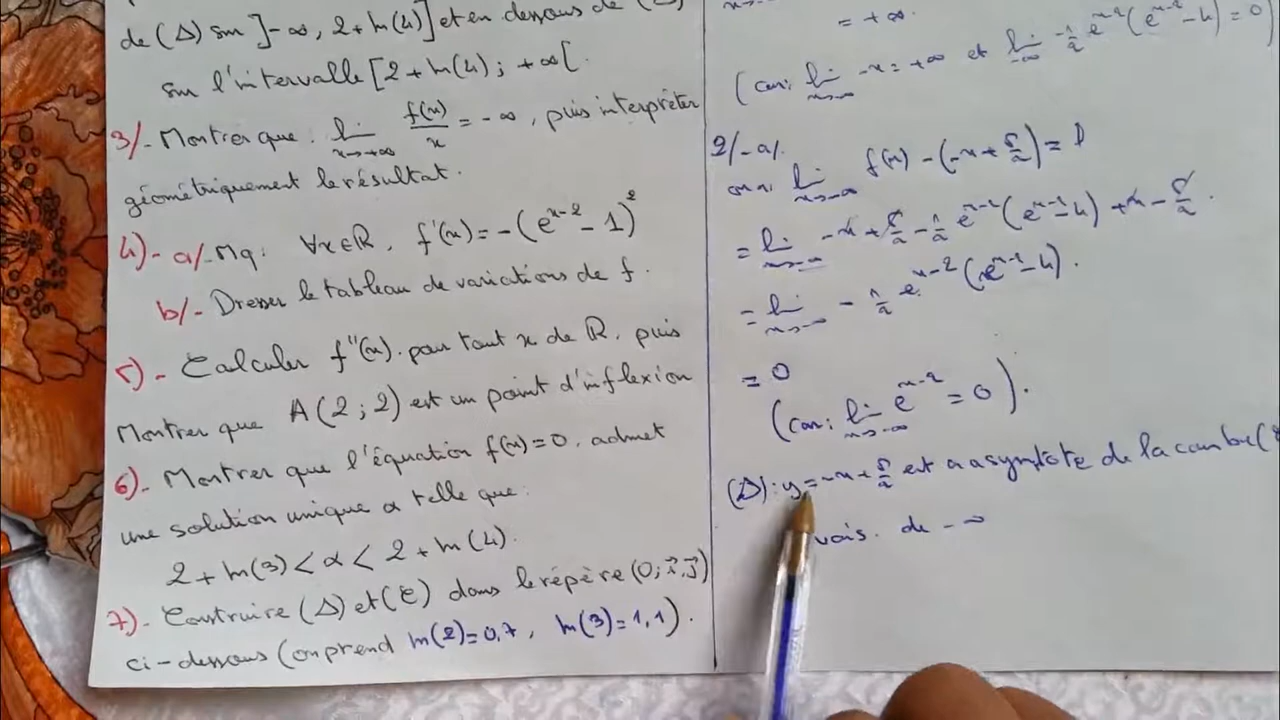 de (Δ) sur ]-∞, 2+ln(4)] et en dessous de (Δ)
sur l'intervalle [2+ln(4); +∞[.
3/- Montrer que : lim x→+∞ f(x)/x = -∞, puis interpréter
géométriquement le résultat.
4)- a/- Mq: ∀x∈ℝ, f'(x) = -(e^{x-2} - 1)²
b/- Dresser le tableau de variations de f.
5)- Calculer f''(x) pour tout x de ℝ, puis
Montrer que A(2;2) est un point d'inflexion
6)- Montrer que l'équation f(x)=0, admet
une solution unique α telle que:
2+ln(3) < α < 2+ln(4).
7)- Construire (Δ) et (C) dans le répère (0; i⃗, j⃗)
ci-dessous (on prend ln(2)=0,7, ln(3)=1,1).
x→-∞
= +∞.
(car: lim x→-∞ -x = +∞ et lim -∞ -1/2 e^{x-2}(e^{x-2} - 4) = 0)
2/- a/.
on a: lim x→-∞ f(x) - (-x + 5/2) =
= lim x→-∞ -x + 5/2 - 1/2 e^{x-2}(e^{x-2} - 4) + x - 5/2.
= lim x→-∞ - 1/2 e^{x-2}(e^{x-2} - 4).
= 0
(car: lim x→-∞ e^{x-2} = 0).
(Δ): y = -x + 5/2 est a asymtote de la courbe (
vois. de -∞